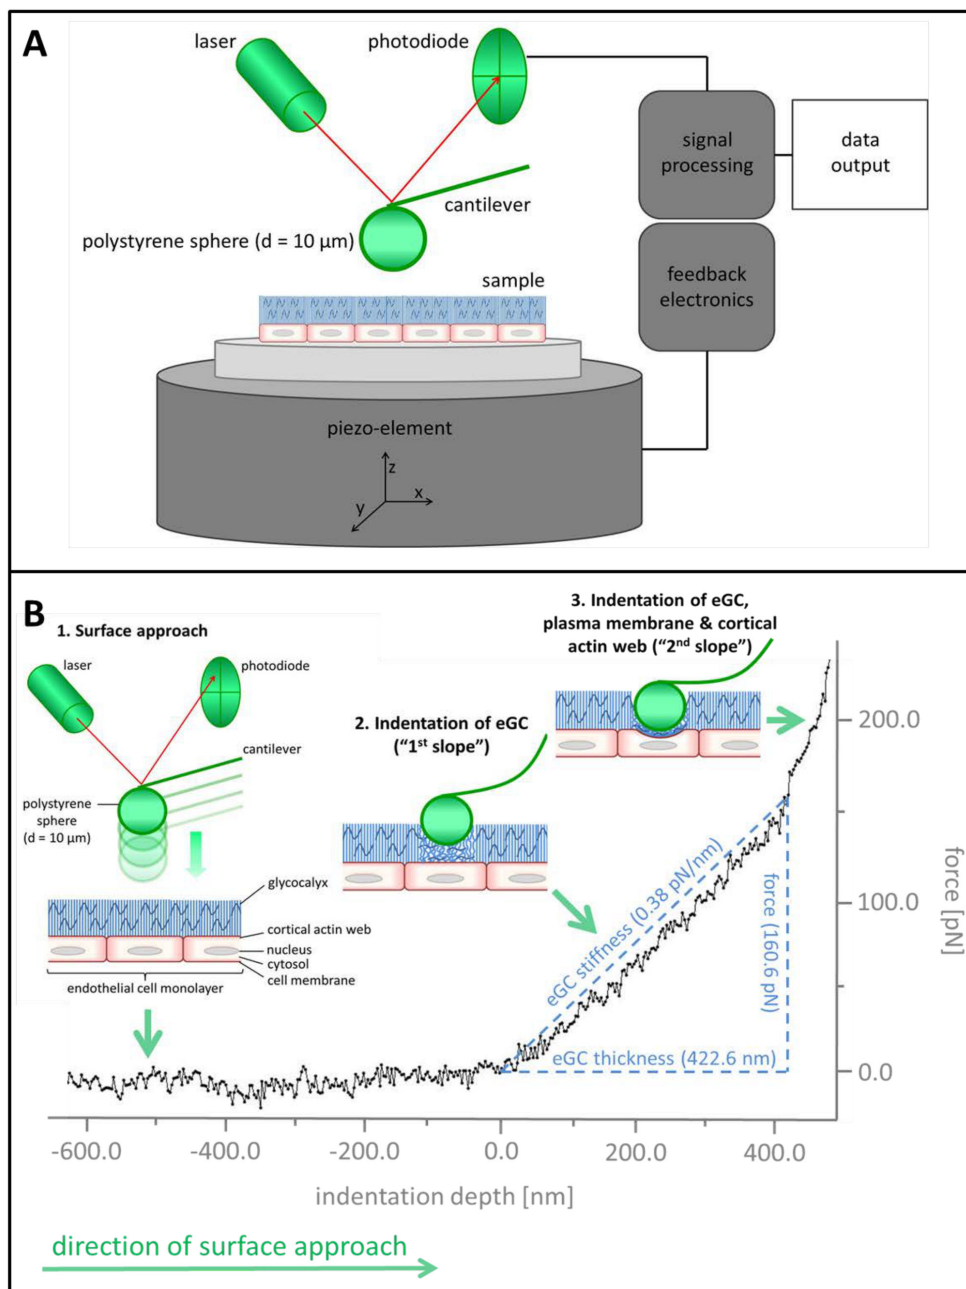 A
laser
photodiode
signal
processing
data
output
cantilever
polystyrene sphere (d = 10 µm)
feedback
electronics
sample
piezo-element
z
x
y
B
1. Surface approach
laser
photodiode
cantilever
polystyrene
sphere
(d = 10 µm)
glycocalyx
cortical actin web
nucleus
cytosol
cell membrane
endothelial cell monolayer
2. Indentation of eGC
("1st slope")
3. Indentation of eGC,
plasma membrane & cortical
actin web ("2nd slope")
eGC stiffness (0.38 pN/nm)
force (160.6 pN)
eGC thickness (422.6 nm)
200.0
100.0
0.0
force [pN]
-600.0
-400.0
-200.0
0.0
200.0
400.0
indentation depth [nm]
direction of surface approach